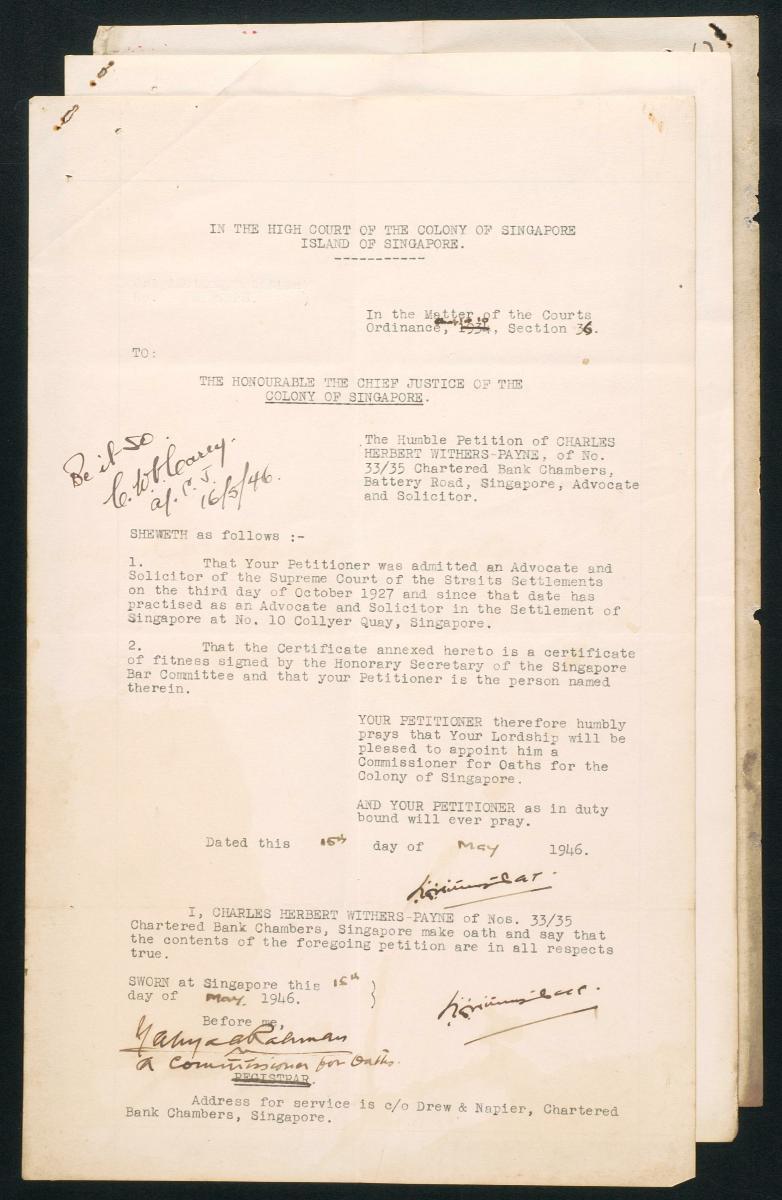 IN THE HIGH COURT OF THE COLONY OF SINGAPORE
ISLAND OF SINGAPORE.
-----------
In the Matter of the Courts
Ordinance, 1934, Section 36.
TO:
THE HONOURABLE THE CHIEF JUSTICE OF THE
COLONY OF SINGAPORE.
Be it so.
a/. C. J.
16/5/46.
The Humble Petition of CHARLES
HERBERT WITHERS-PAYNE, of No.
33/35 Chartered Bank Chambers,
Battery Road, Singapore, Advocate
and Solicitor.
SHEWETH as follows :-
1. That Your Petitioner was admitted an Advocate and
Solicitor of the Supreme Court of the Straits Settlements
on the third day of October 1927 and since that date has
practised as an Advocate and Solicitor in the Settlement of
Singapore at No. 10 Collyer Quay, Singapore.
2. That the Certificate annexed hereto is a certificate
of fitness signed by the Honorary Secretary of the Singapore
Bar Committee and that your Petitioner is the person named
therein.
YOUR PETITIONER therefore humbly
prays that Your Lordship will be
pleased to appoint him a
Commissioner for Oaths for the
Colony of Singapore.
AND YOUR PETITIONER as in duty
bound will ever pray.
Dated this 15th day of May 1946.
I, CHARLES HERBERT WITHERS-PAYNE of Nos. 33/35
Chartered Bank Chambers, Singapore make oath and say that
the contents of the foregoing petition are in all respects
true.
SWORN at Singapore this 15th }
day of May 1946.
Before me,
Yahya a Rahman
a Commissioner for Oaths.
REGISTRAR.
Address for service is c/o Drew & Napier, Chartered
Bank Chambers, Singapore.